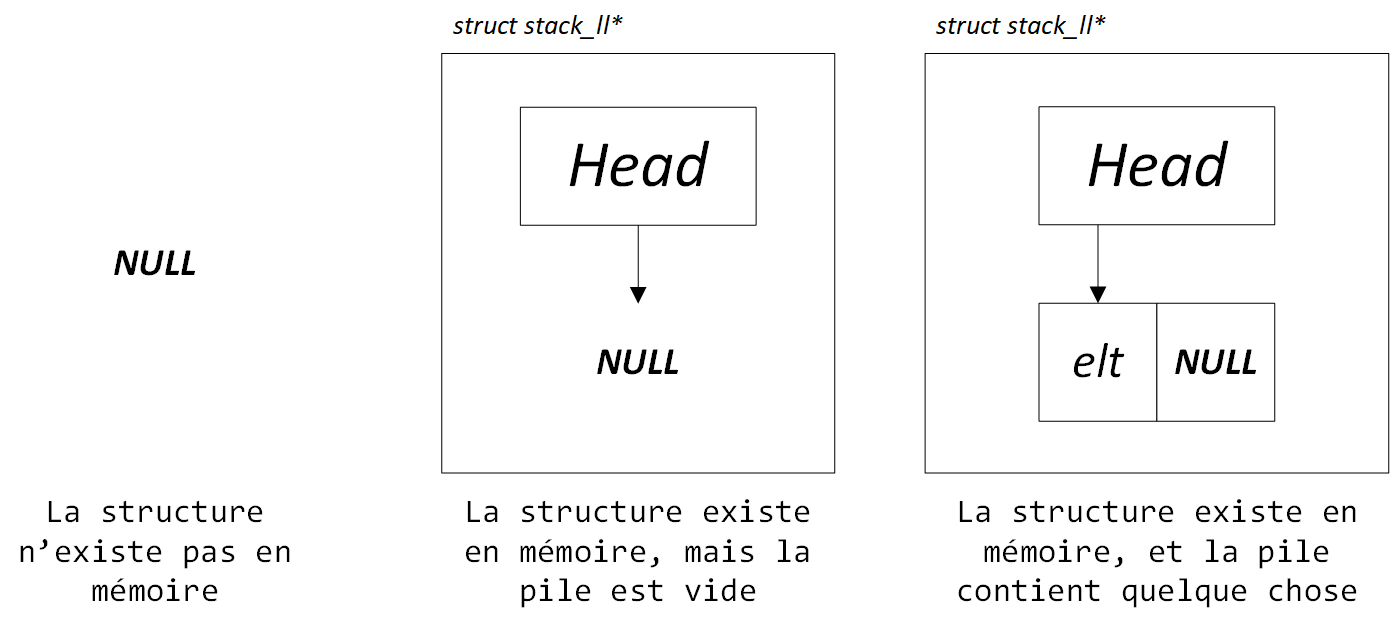 NULL
La structure
n’existe pas en
mémoire
struct stack_ll*
Head
NULL
La structure existe
en mémoire, mais la
pile est vide
struct stack_ll*
Head
elt NULL
La structure existe en
mémoire, et la pile
contient quelque chose